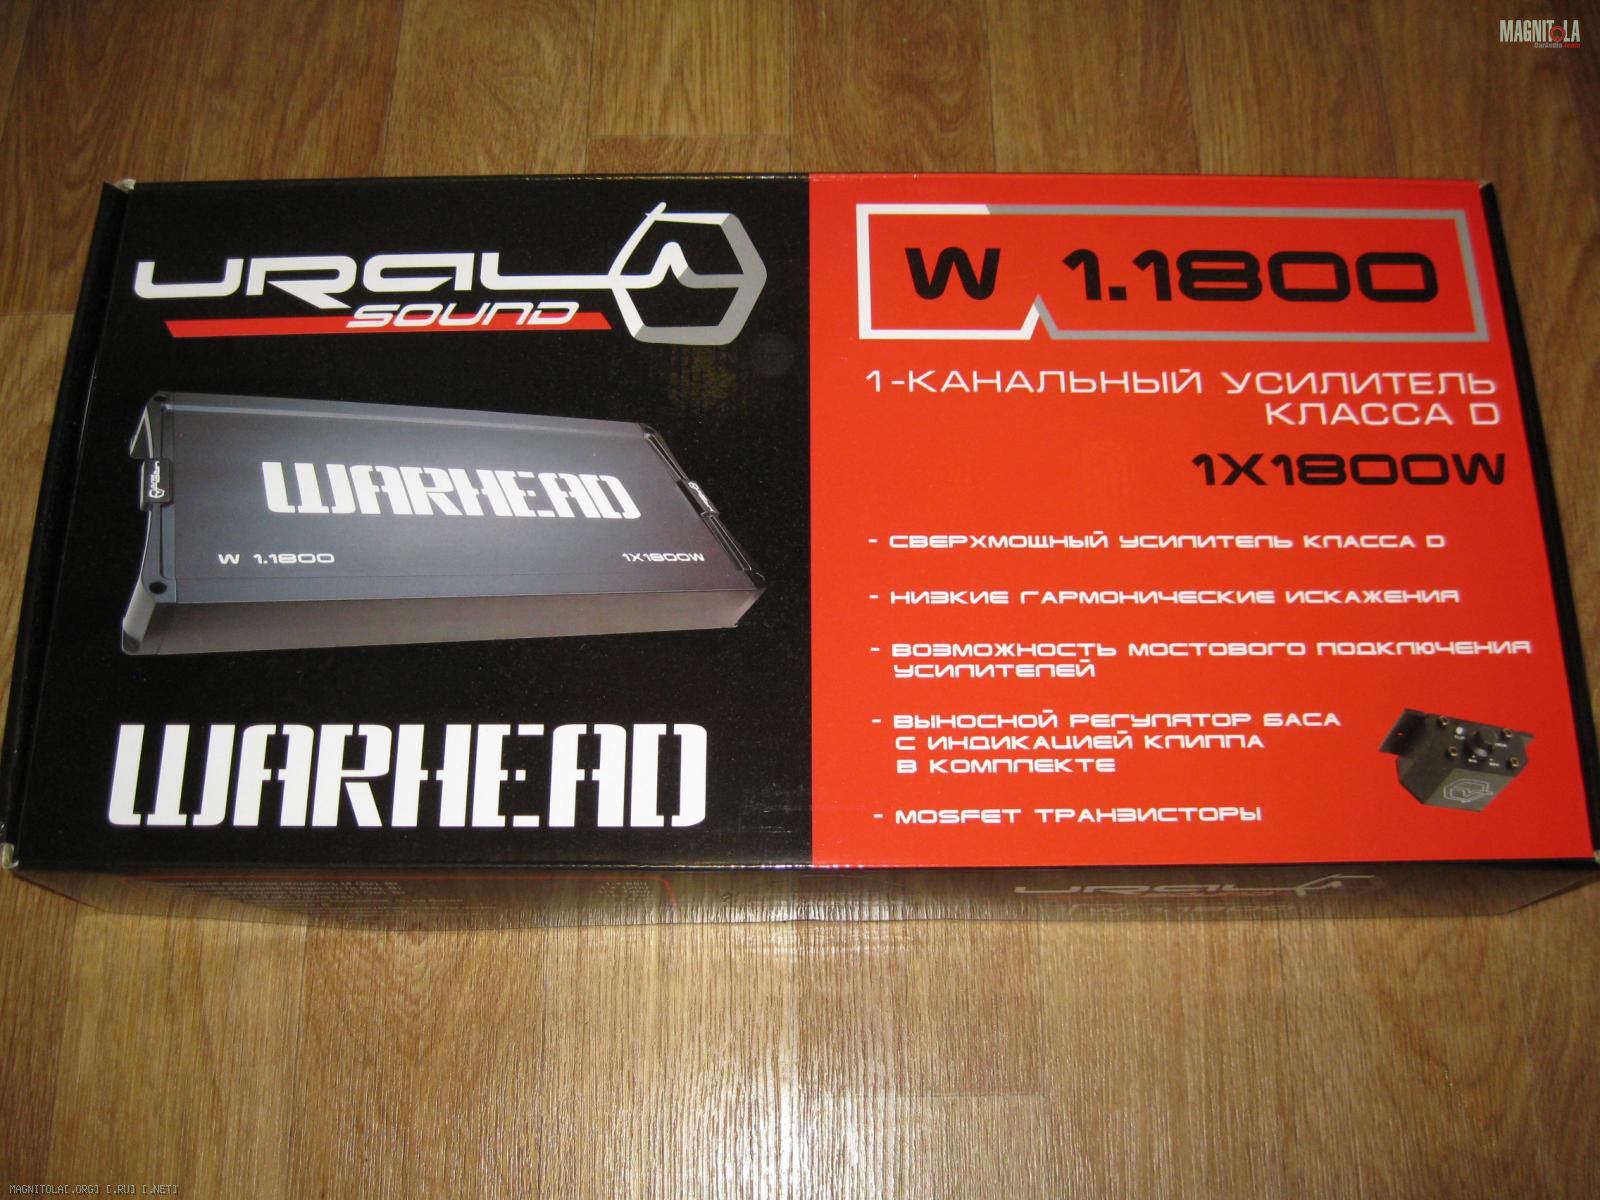 MAGNITOLA
CarAudio Team
URAL
SOUND
WARHEAD
W 1.1800
1X1800W
WARHEAD
W 1.1800
1-КАНАЛЬНЫЙ УСИЛИТЕЛЬ
КЛАССА D
1X1800W
- СВЕРХМОЩНЫЙ УСИЛИТЕЛЬ КЛАССА D
- НИЗКИЕ ГАРМОНИЧЕСКИЕ ИСКАЖЕНИЯ
- ВОЗМОЖНОСТЬ МОСТОВОГО ПОДКЛЮЧЕНИЯ
УСИЛИТЕЛЕЙ
- ВЫНОСНОЙ РЕГУЛЯТОР БАСА
С ИНДИКАЦИЕЙ КЛИППА
В КОМПЛЕКТЕ
- MOSFET ТРАНЗИСТОРЫ
URAL
MAGNITOLA[.ORG] [.RU] [.NET]